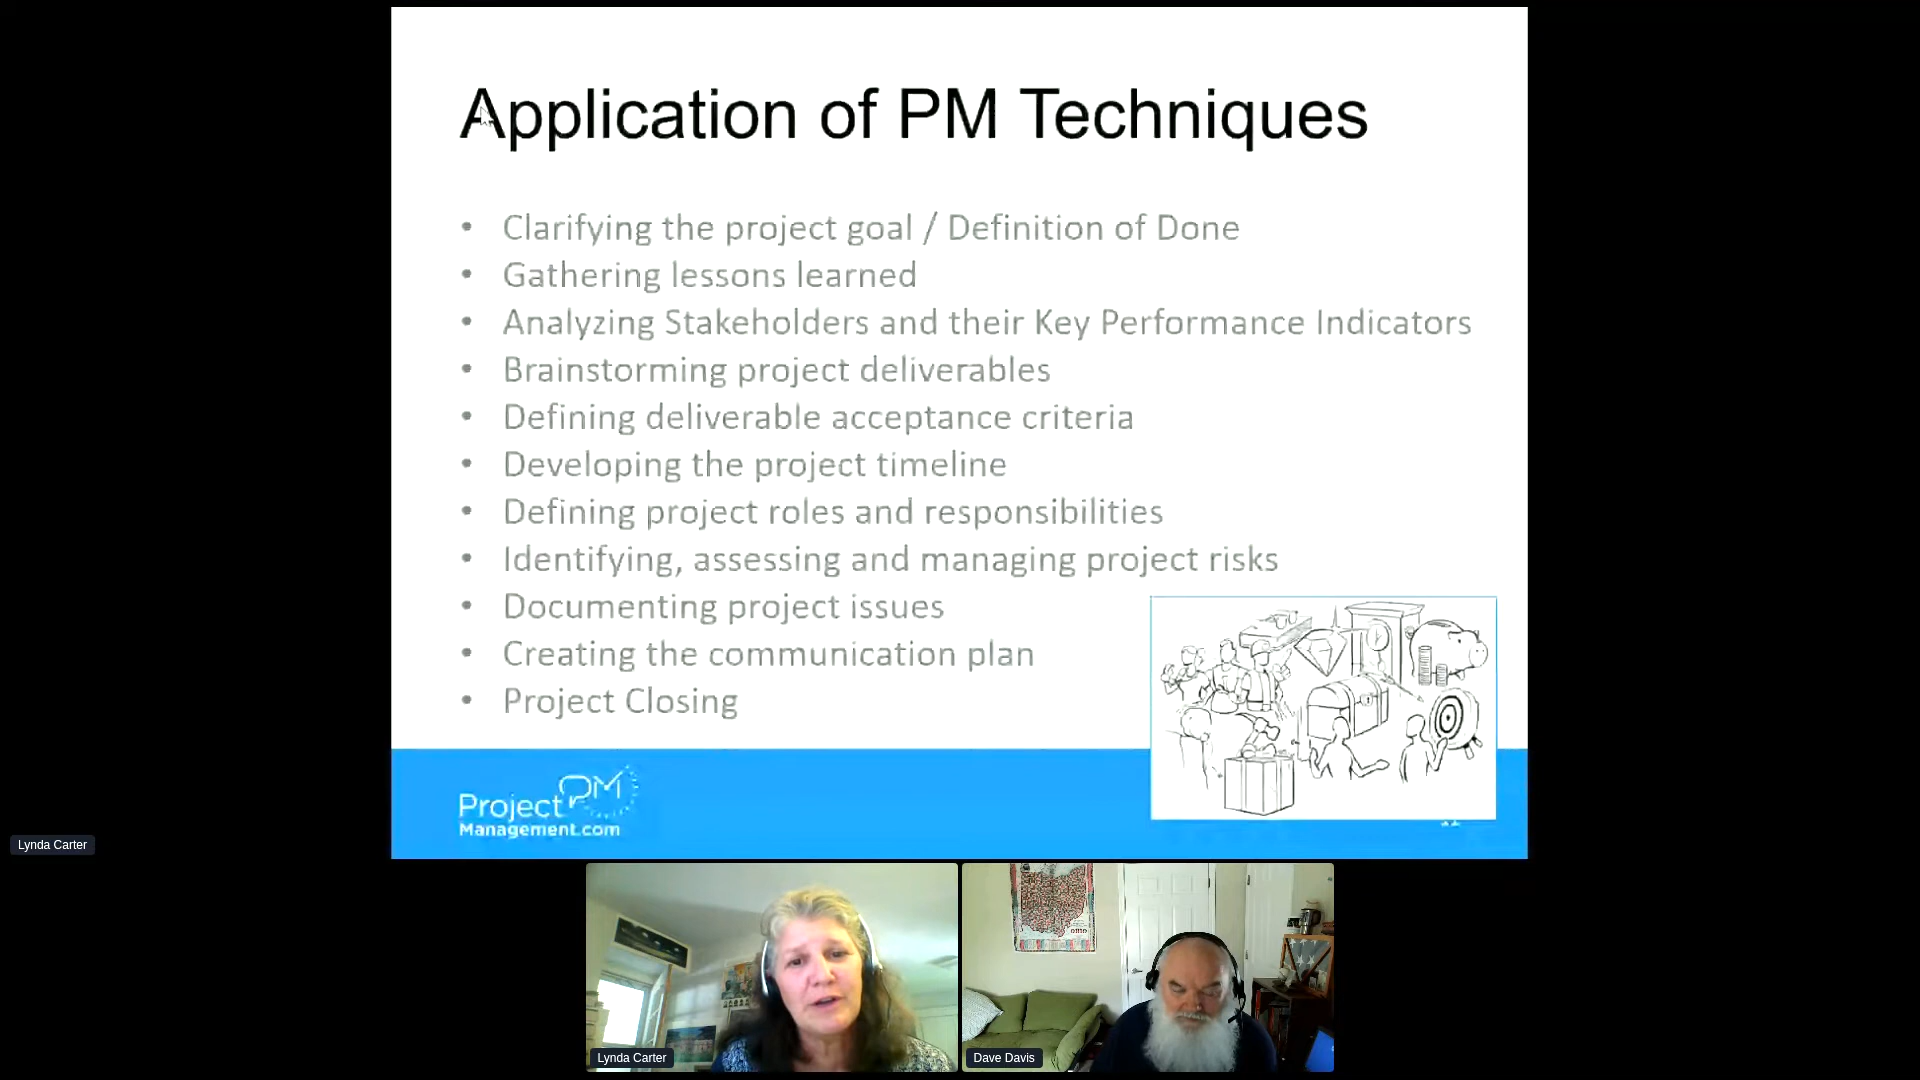 Application of PM Techniques
• Clarifying the project goal / Definition of Done
• Gathering lessons learned
• Analyzing Stakeholders and their Key Performance Indicators
• Brainstorming project deliverables
• Defining deliverable acceptance criteria
• Developing the project timeline
• Defining project roles and responsibilities
• Identifying, assessing and managing project risks
• Documenting project issues
• Creating the communication plan
• Project Closing
Project PM
Management.com
Lynda Carter
Lynda Carter
Dave Davis
OHIO